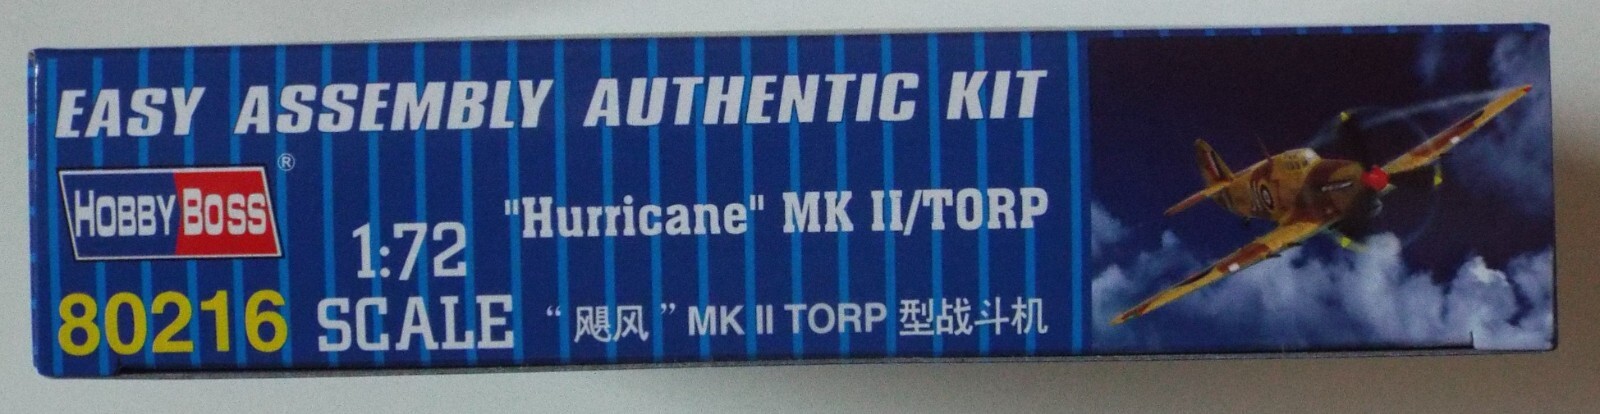 EASY ASSEMBLY AUTHENTIC KIT
HOBBY BOSS®
"Hurricane" MK II/TORP
1:72
SCALE
80216
“飓风”MK II TORP 型战斗机